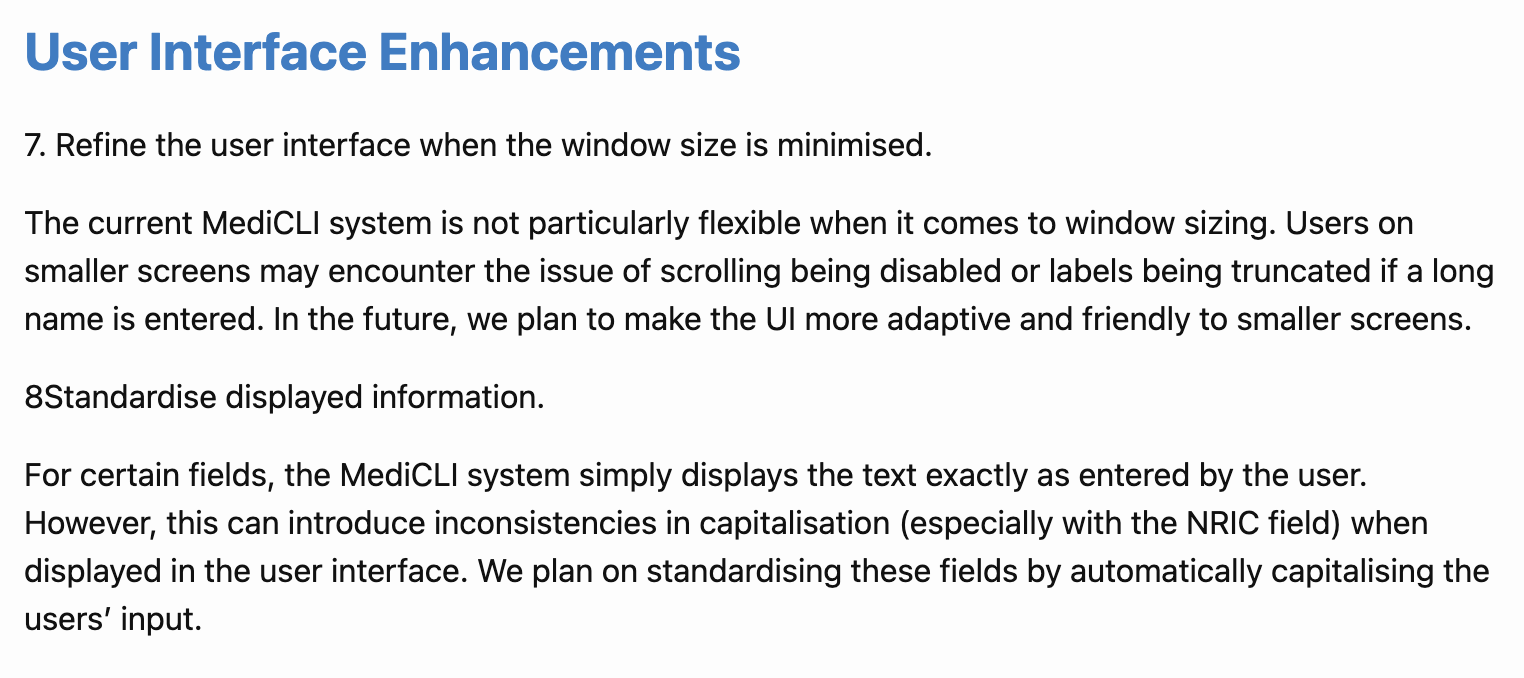 User Interface Enhancements
7. Refine the user interface when the window size is minimised.
The current MediCLI system is not particularly flexible when it comes to window sizing. Users on
smaller screens may encounter the issue of scrolling being disabled or labels being truncated if a long
name is entered. In the future, we plan to make the UI more adaptive and friendly to smaller screens.
8Standardise displayed information.
For certain fields, the MediCLI system simply displays the text exactly as entered by the user.
However, this can introduce inconsistencies in capitalisation (especially with the NRIC field) when
displayed in the user interface. We plan on standardising these fields by automatically capitalising the
users’ input.